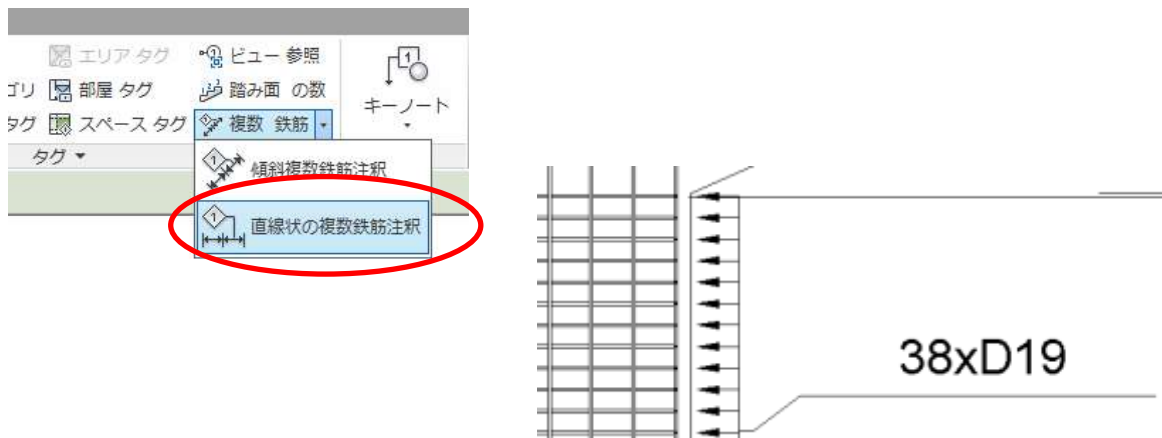 エリア タグ ビュー 参照
ゴリ 部屋 タグ 踏み面 の数
タグ スペース タグ 複数 鉄筋
キーノート
タグ
傾斜複数鉄筋注釈
直線状の複数鉄筋注釈
38xD19